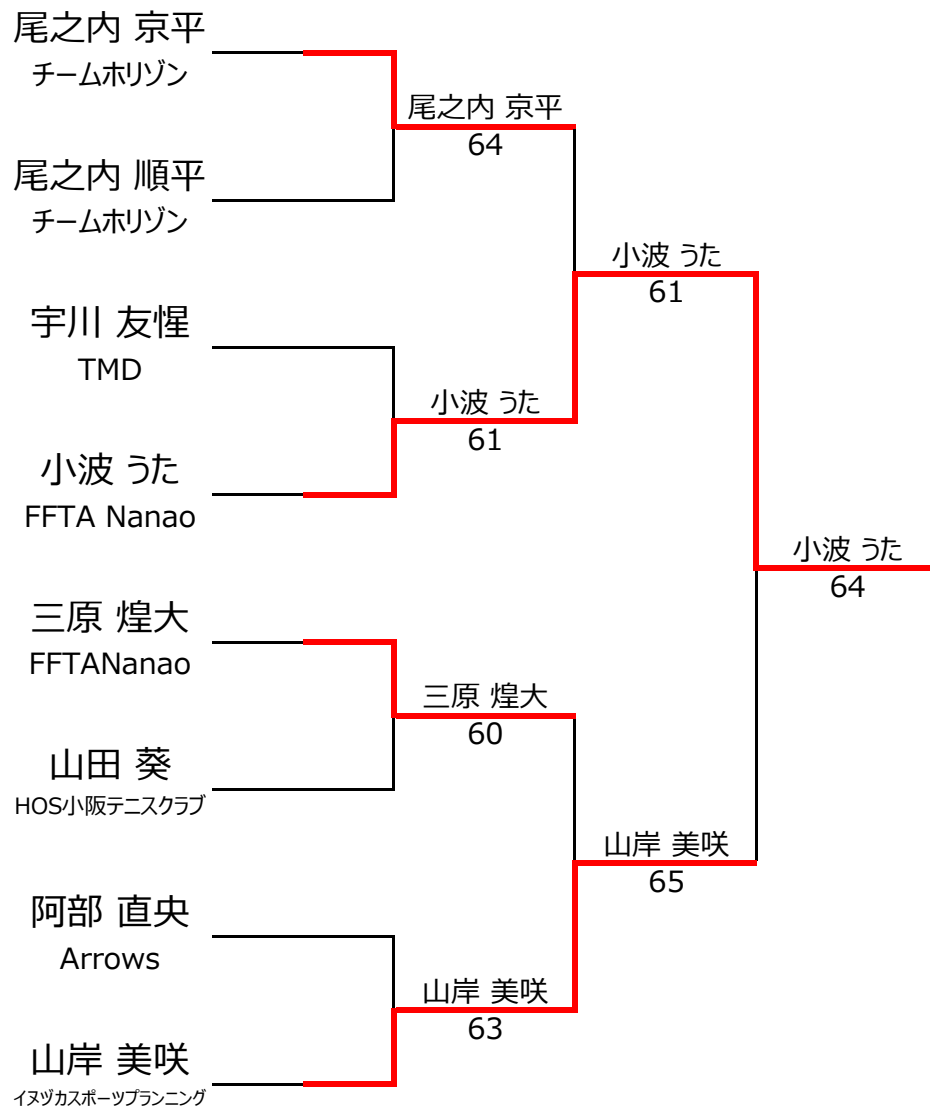 尾之内 京平
チームホリゾン
尾之内 順平
チームホリゾン
宇川 友惺
TMD
小波 うた
FFTA Nanao
三原 煌大
FFTANanao
山田 葵
HOS小阪テニスクラブ
阿部 直央
Arrows
山岸 美咲
イヌヅカスポーツプランニング
尾之内 京平
64
小波 うた
61
三原 煌大
60
山岸 美咲
63
小波 うた
61
山岸 美咲
65
小波 うた
64